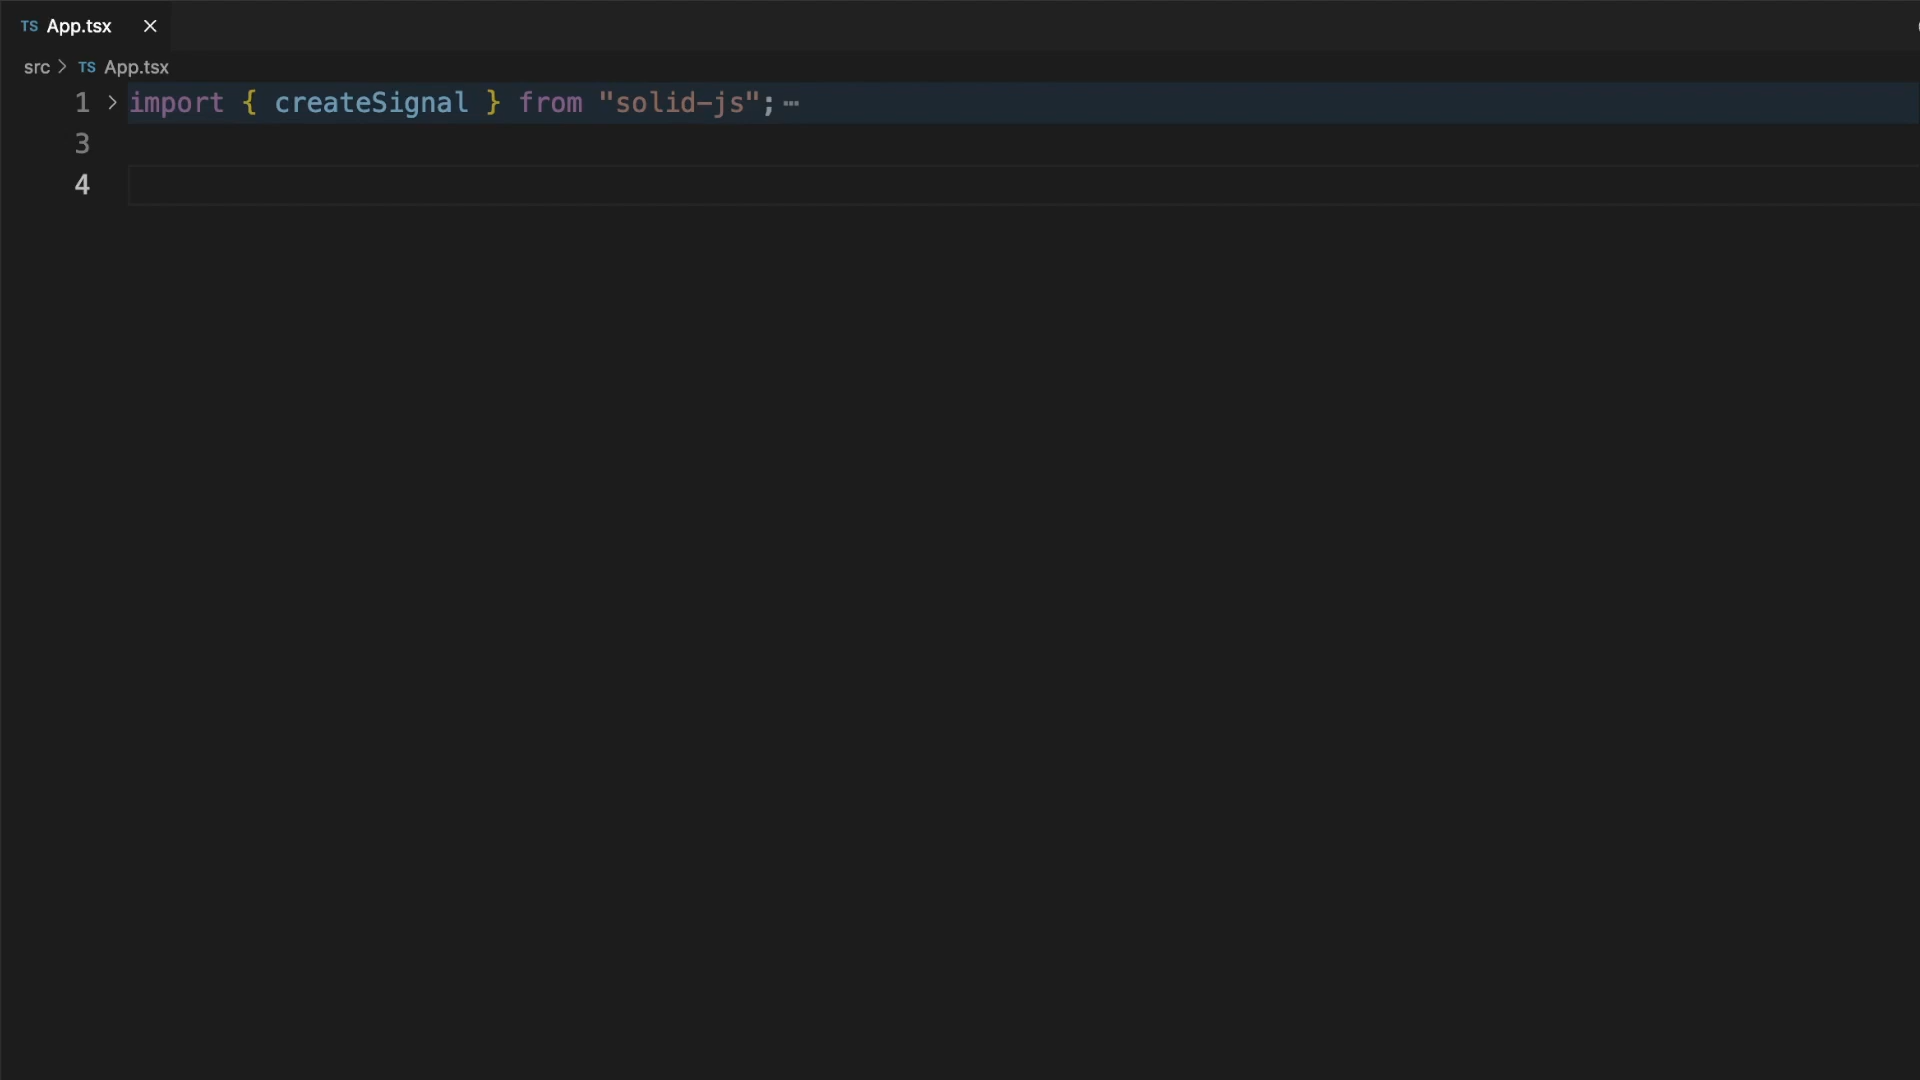 TS App.tsx
src > TS App.tsx
1 > import { createSignal } from "solid-js";⋯
3
4